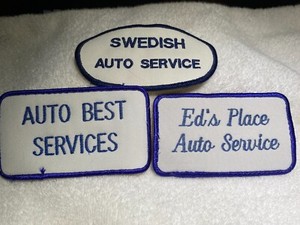 SWEDISH
AUTO SERVICE
AUTO BEST
SERVICES
Ed's Place
Auto Service